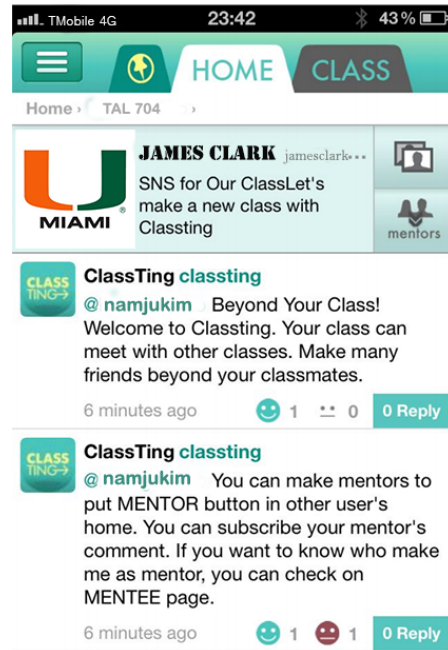 TMobile 4G 23:42 43%
HOME CLASS
Home › TAL 704 ›
JAMES CLARK jamesclark...
SNS for Our ClassLet's
make a new class with
Classting
MIAMI
mentors
CLASS
TING→
ClassTing classting
@ namjukim Beyond Your Class!
Welcome to Classting. Your class can
meet with other classes. Make many
friends beyond your classmates.
6 minutes ago 1 0 0 Reply
CLASS
TING→
ClassTing classting
@ namjukim You can make mentors to
put MENTOR button in other user's
home. You can subscribe your mentor's
comment. If you want to know who make
me as mentor, you can check on
MENTEE page.
6 minutes ago 1 1 0 Reply